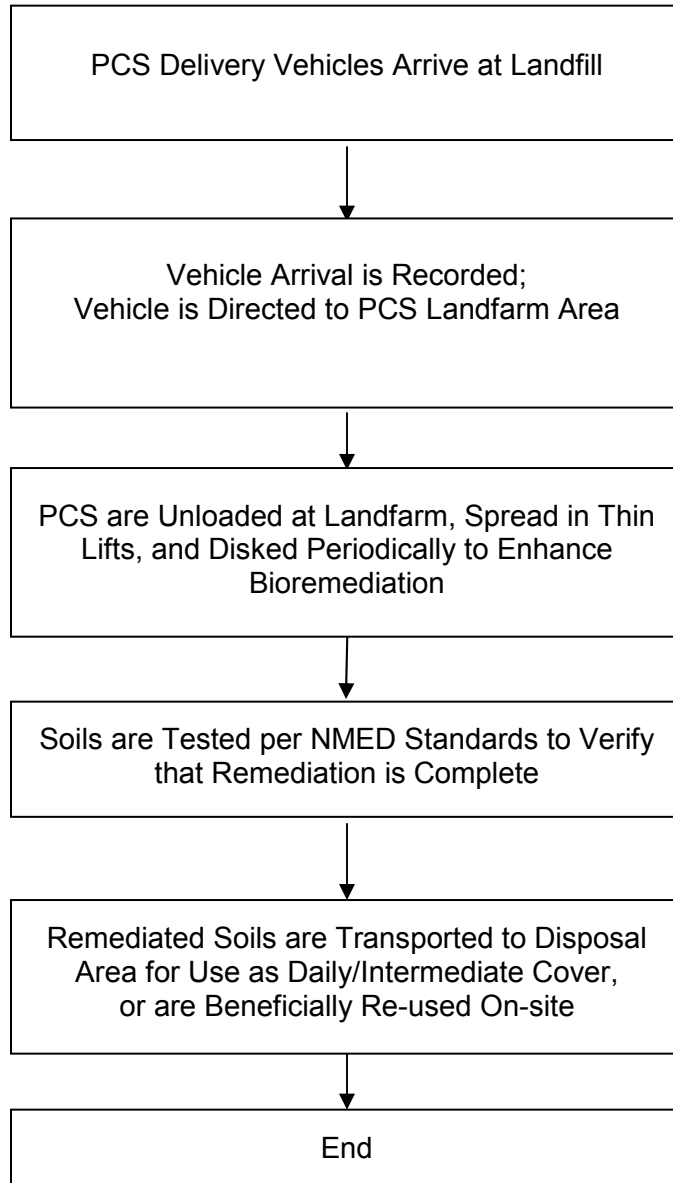 PCS Delivery Vehicles Arrive at Landfill
Vehicle Arrival is Recorded;
Vehicle is Directed to PCS Landfarm Area
PCS are Unloaded at Landfarm, Spread in Thin
Lifts, and Disked Periodically to Enhance
Bioremediation
Soils are Tested per NMED Standards to Verify
that Remediation is Complete
Remediated Soils are Transported to Disposal
Area for Use as Daily/Intermediate Cover,
or are Beneficially Re-used On-site
End